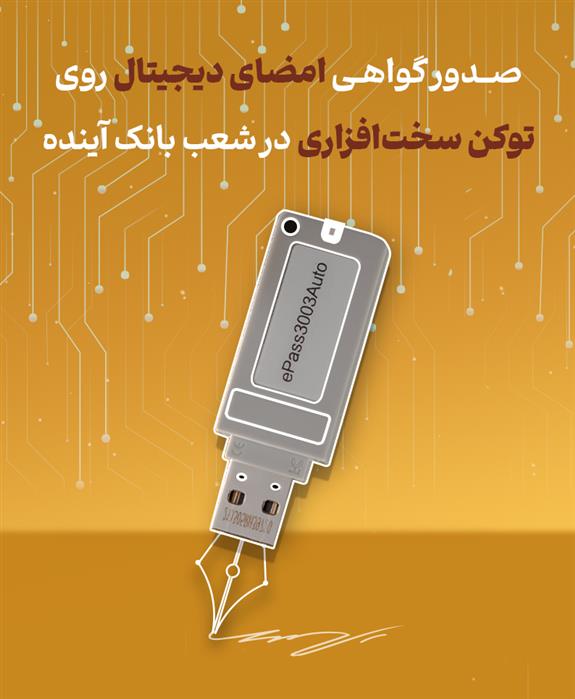 صدور گواهی امضای دیجیتال روی
توکن سخت‌افزاری در شعب بانک آینده
ePass3003Auto